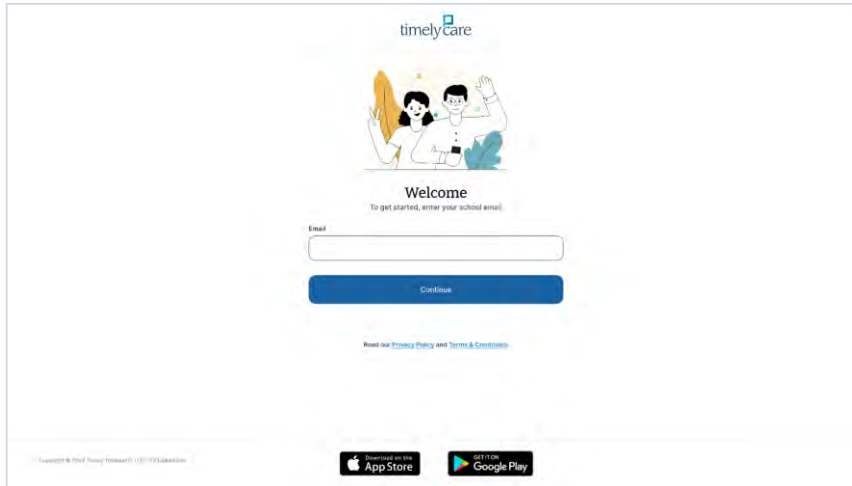 timelycare
Welcome
To get started, enter your school email
Email
Continue
Read our Privacy Policy and Terms & Conditions
Download on the
App Store
GET IT ON
Google Play